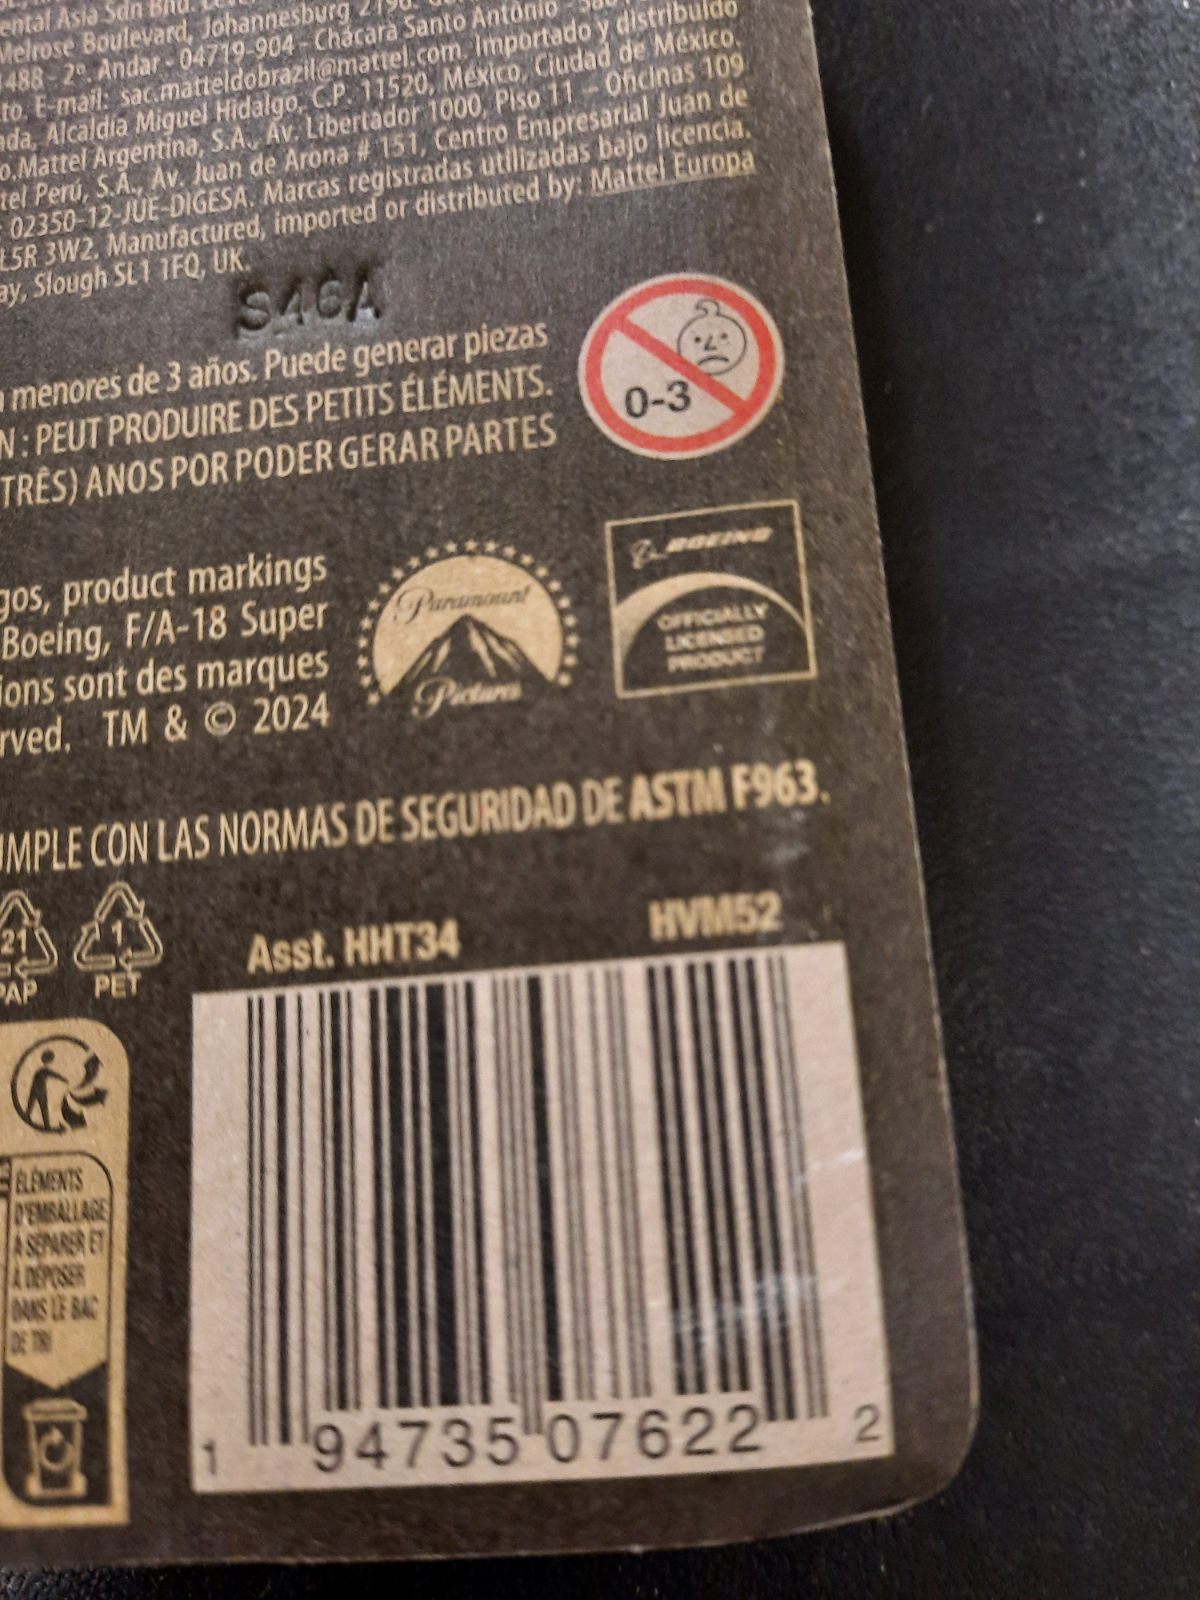 ental Asia Sdn Bhd.
Melrose Boulevard, Johannesburg 2196.
1488 - 2º. Andar - 04719-904 - Chácara Santo Antônio -
to. E-mail: sac.matteldobrazil@mattel.com. Importado y distribuido
ada, Alcaldía Miguel Hidalgo, C.P. 11520, México, Ciudad de México.
o.Mattel Argentina, S.A., Av. Libertador 1000, Piso 11 – Oficinas 109
tel Perú, S.A., Av. Juan de Arona # 151, Centro Empresarial Juan de
: 02350-12-JUE-DIGESA. Marcas registradas utilizadas bajo licencia.
L5R 3W2. Manufactured, imported or distributed by: Mattel Europa
ay, Slough SL1 1FQ, UK.
S46A
n menores de 3 años. Puede generar piezas
N : PEUT PRODUIRE DES PETITS ÉLÉMENTS.
TRÊS) ANOS POR PODER GERAR PARTES
0-3
gos, product markings
Boeing, F/A-18 Super
ions sont des marques
rved. TM & © 2024
Paramount
Pictures
BOEING
OFFICIALLY
LICENSED
PRODUCT
UMPLE CON LAS NORMAS DE SEGURIDAD DE ASTM F963.
21
PAP
1
PET
Asst. HHT34
HVM52
ÉLÉMENTS
D'EMBALLAGE
À SÉPARER ET
À DÉPOSER
DANS LE BAC
DE TRI
1 94735 07622 2